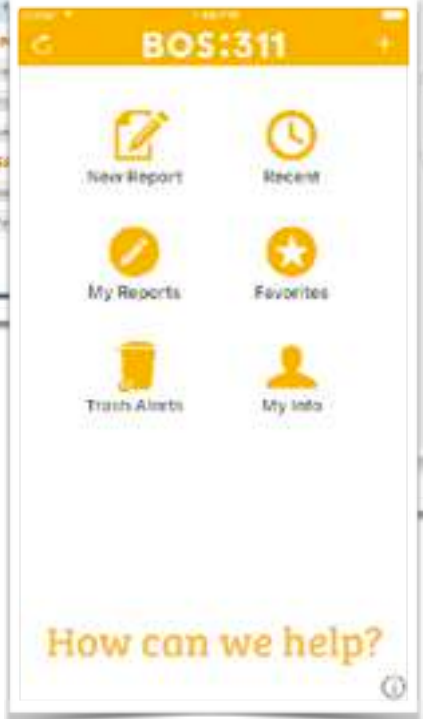 BOS:311
New Report
Recent
My Reports
Favorites
Trash Alerts
My Info
How can we help?